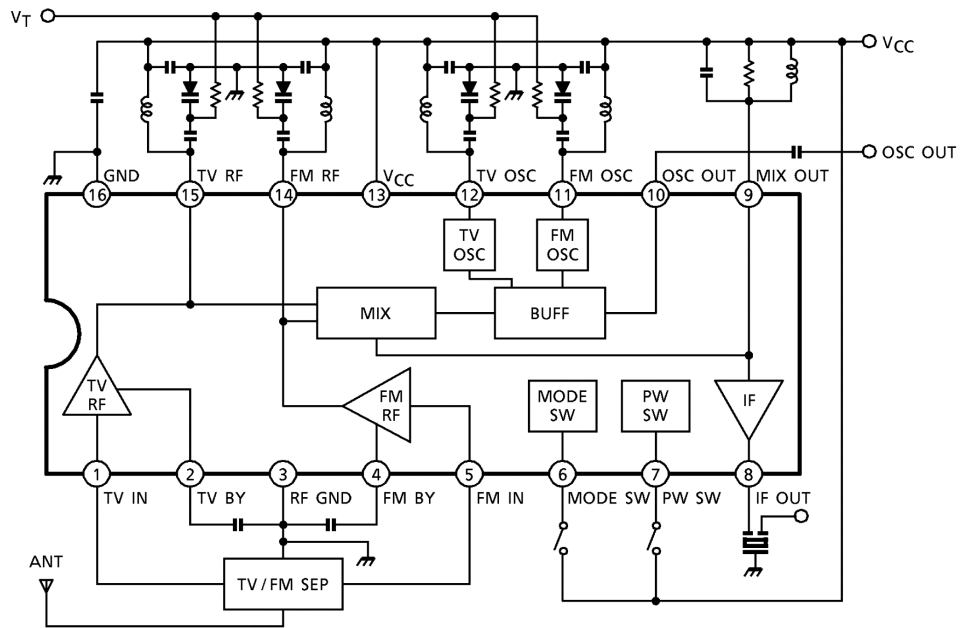 VT
VCC
OSC OUT
GND
TV RF
FM RF
VCC
TV OSC
FM OSC
OSC OUT
MIX OUT
16
15
14
13
12
11
10
9
TV
OSC
FM
OSC
MIX
BUFF
TV
RF
FM
RF
MODE
SW
PW
SW
IF
1
2
3
4
5
6
7
8
TV IN
TV BY
RF GND
FM BY
FM IN
MODE SW
PW SW
IF OUT
ANT
TV/FM SEP